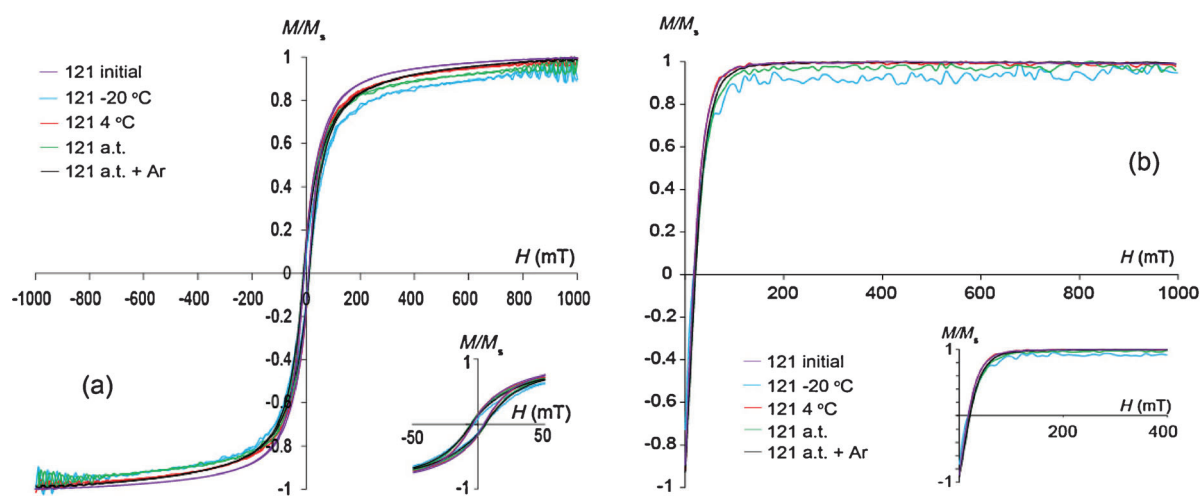 M/Ms
1
0.8
0.6
0.4
0.2
0
-0.2
-0.4
-0.6
-0.8
-1
-1000 -800 -600 -400 -200 0 200 400 600 800 1000
H (mT)
121 initial
121 -20 °C
121 4 °C
121 a.t.
121 a.t. + Ar
(a)
M/Ms
1
H (mT)
-50 50
-1
M/Ms
1
0.8
0.6
0.4
0.2
0
-0.2
-0.4
-0.6
-0.8
-1
200 400 600 800 1000
H (mT)
(b)
121 initial
121 -20 °C
121 4 °C
121 a.t.
121 a.t. + Ar
M/Ms
1
H (mT)
200 400
-1